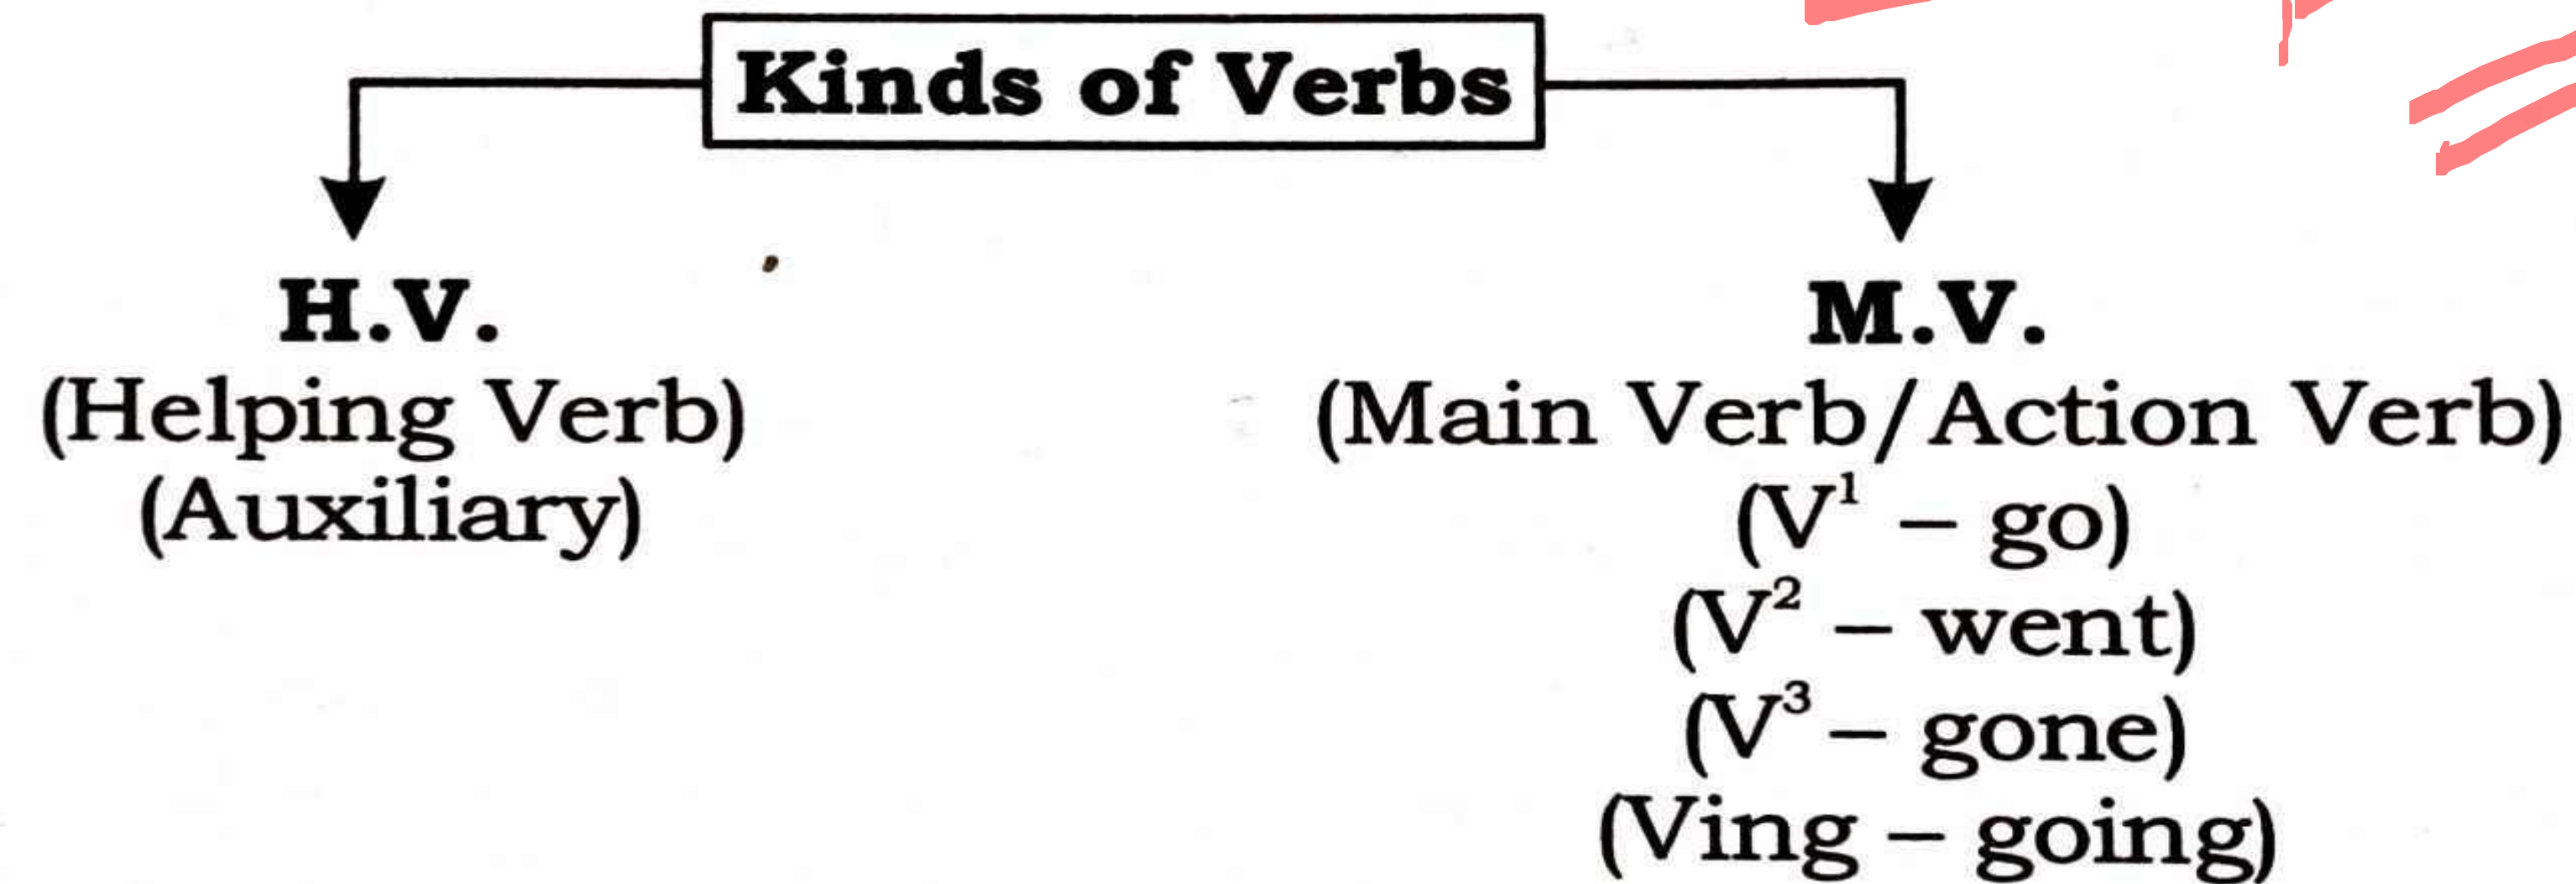 Kinds of Verbs
H.V.
(Helping Verb)
(Auxiliary)
M.V.
(Main Verb/Action Verb)
(V¹ – go)
(V² – went)
(V³ – gone)
(Ving – going)